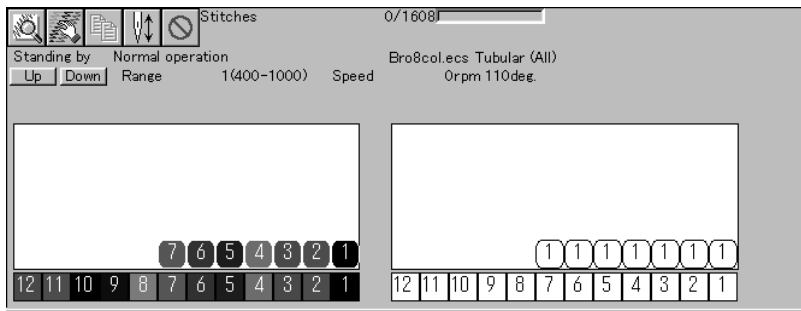 Stitches 0/1608
Standing by Normal operation Bro8col.ecs Tubular (All)
Up Down Range 1(400-1000) Speed 0rpm 110deg.
7 6 5 4 3 2 1 1 1 1 1 1 1 1
12 11 10 9 8 7 6 5 4 3 2 1 12 11 10 9 8 7 6 5 4 3 2 1